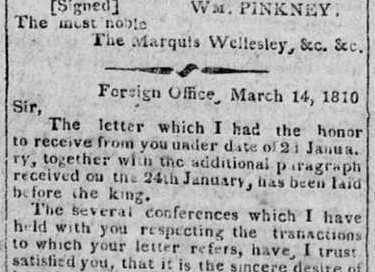 [Signed] WM. PINKNEY.
The most noble
The Marquis Wellesley, &c. &c.
Foreign Office, March 14, 1810
Sir,
The letter which I had the honor
to receive from you under date of 21 Janua-
ry, together with the additional paragraph
received on the 24th January, has been laid
before the king.
The several conferences which I have
held with you respecting the transactions
to which your letter refers, have, I trust
satisfied you, that it is the sincere desire of